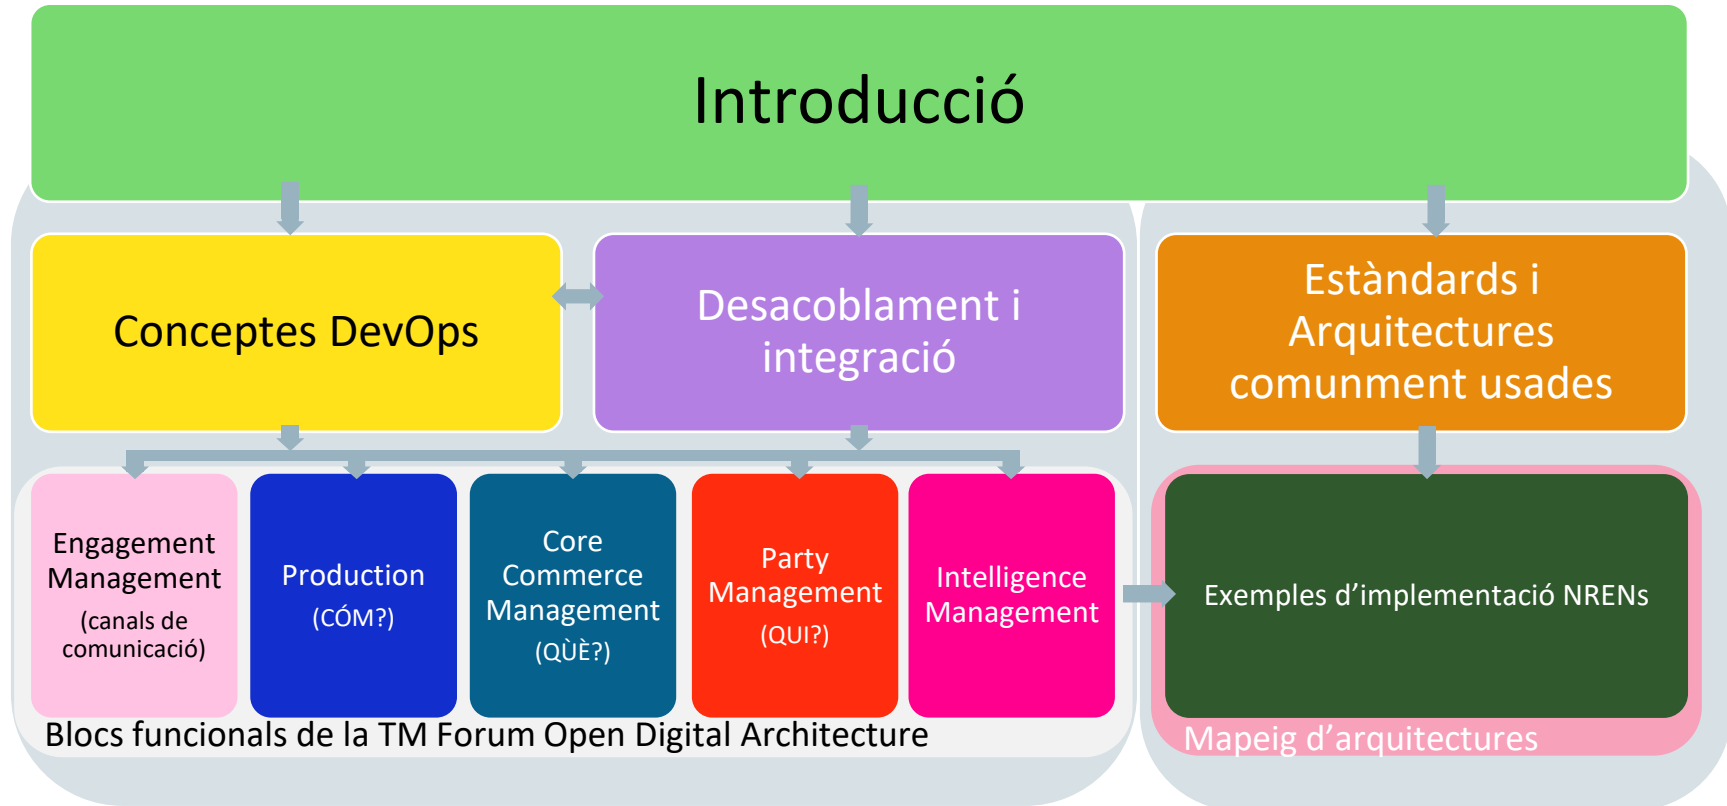 Introducció
Conceptes DevOps
Desacoblament i
integració
Estàndards i
Arquitectures
comunment usades
Engagement
Management
(canals de
comunicació)
Production
(CÓM?)
Core
Commerce
Management
(QÙÈ?)
Party
Management
(QUI?)
Intelligence
Management
Exemples d’implementació NRENs
Blocs funcionals de la TM Forum Open Digital Architecture
Mapeig d’arquitectures